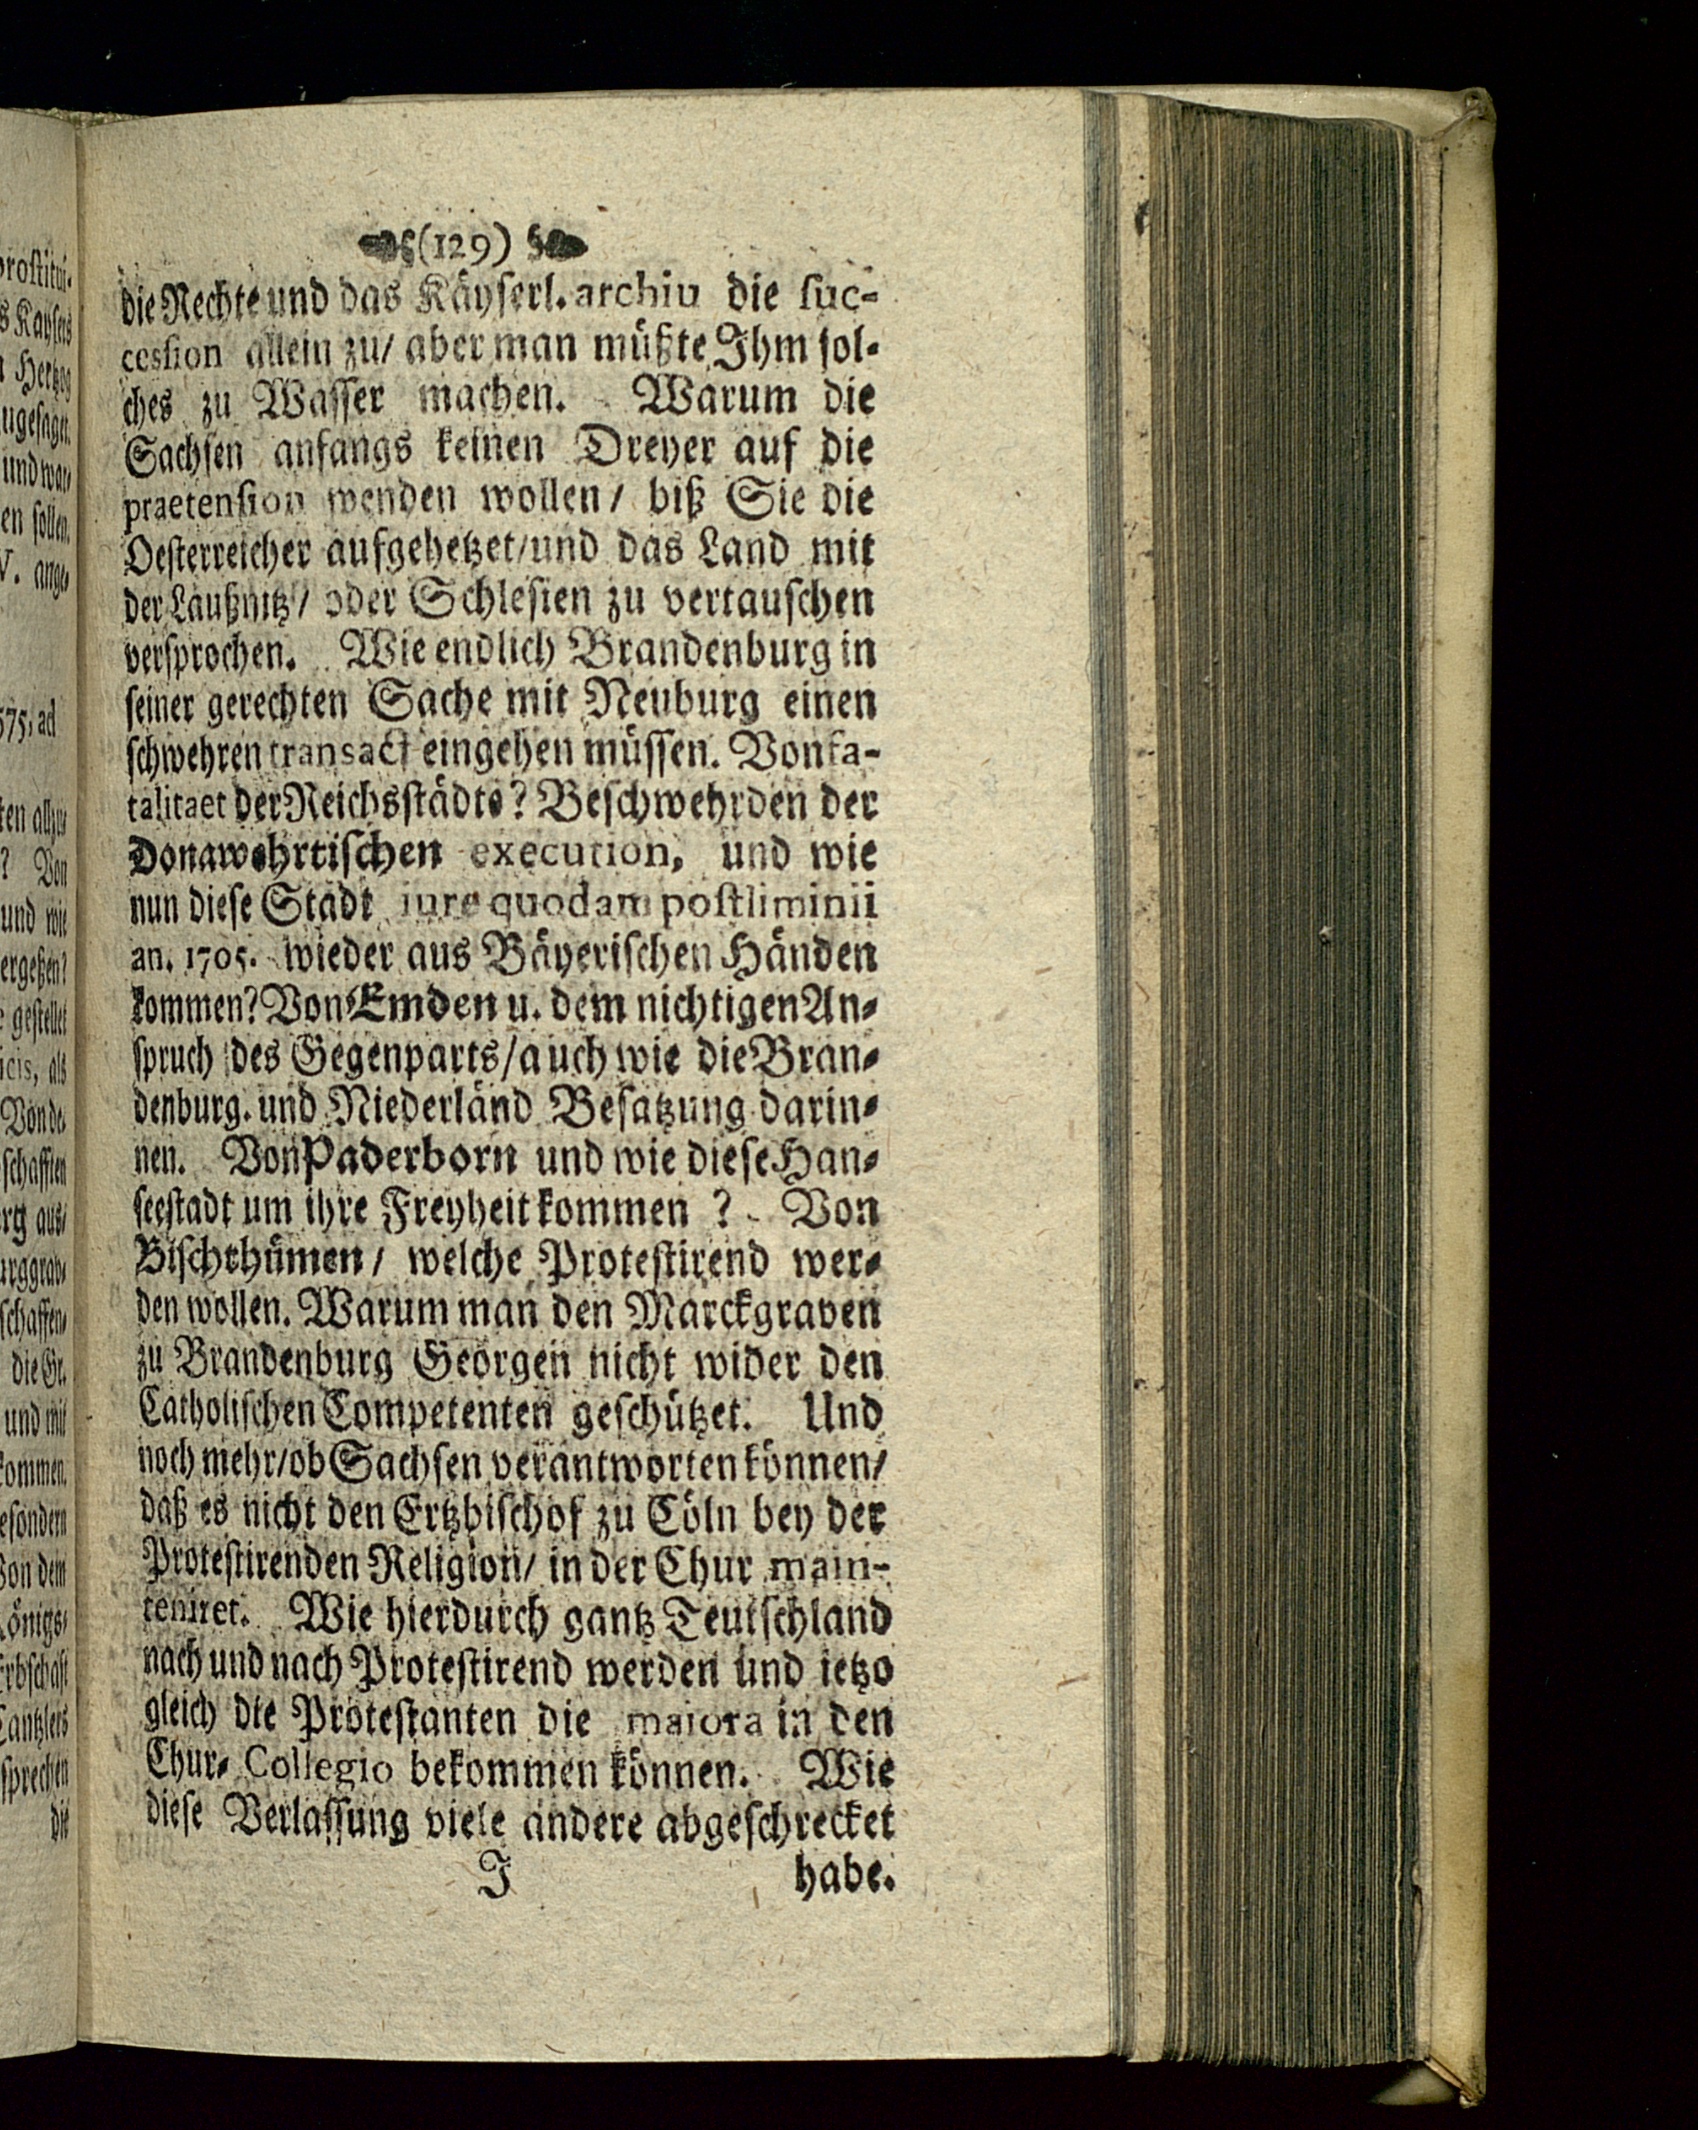 (129)
die Rechte und das Käyserl. archiu die suc-
cession allein zu/ aber man müßte Ihm sol-
ches zu Wasser machen. Warum die
Sachsen anfangs keinen Dreyer auf die
praetension wenden wollen/ biß Sie die
Oesterreicher aufgehetzet/und das Land mit
der Laußnitz/ oder Schlesien zu vertauschen
versprochen. Wie endlich Brandenburg in
seiner gerechten Sache mit Neuburg einen
schwehren transact eingehen müssen. Von fa-
talitaet der Reichsstädte? Beschwehrden der
Donawehrtischen execution, und wie
nun diese Stadt iure quodam postliminii
an. 1705. wieder aus Bäyerischen Händen
kommen? Von Emden u. dem nichtigen An-
spruch des Gegenparts/auch wie die Bran-
denburg. und Niederländ Besatzung darin-
nen. Von Paderborn und wie diese Han-
seestadt um ihre Freyheit kommen? Von
Bischthümen/ welche Protestirend wer-
den wollen. Warum man den Marckgraven
zu Brandenburg Georgen nicht wider den
Catholischen Competenten geschützet. Und
noch mehr/ob Sachsen verantworten können/
daß es nicht den Ertzbischof zu Cöln bey der
Protestirenden Religion/ in der Chur main-
teniret. Wie hierdurch gantz Teutschland
nach und nach Protestirend werden und ietzo
gleich die Protestanten die maiora in den
Chur- Collegio bekommen können. Wie
diese Verlassung viele andere abgeschrecket
J habe.